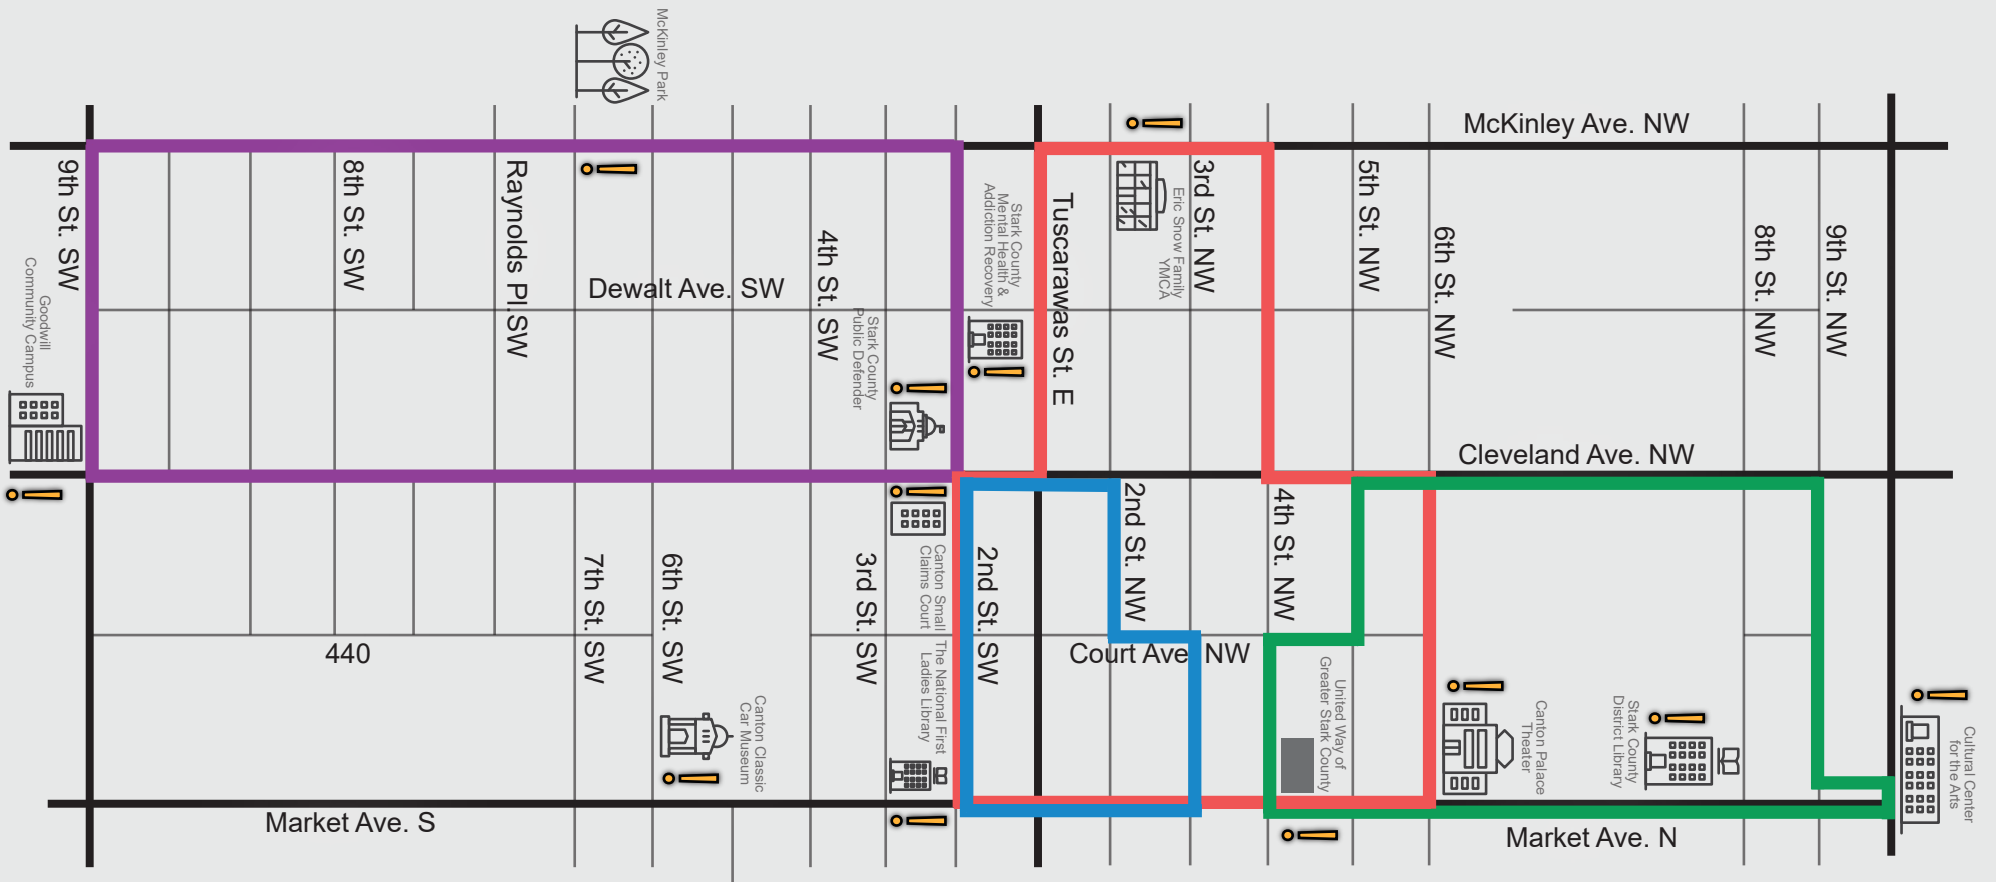 McKinley Park
McKinley Ave. NW
9th St. SW
8th St. SW
Raynolds Pl.SW
4th St. SW
Dewalt Ave. SW
Stark County
Public Defender
Stark County
Mental Health &
Addiction Recovery
Tuscarawas St. E
Eric Snow Family
YMCA
3rd St. NW
5th St. NW
6th St. NW
8th St. NW
9th St. NW
Goodwill
Community Campus
Cleveland Ave. NW
7th St. SW
6th St. SW
3rd St. SW
Canton Small
Claims Court
The National First
Ladies Library
2nd St. SW
2nd St. NW
4th St. NW
440
Court Ave. NW
United Way of
Greater Stark County
Canton Palace
Theater
Stark County
District Library
Cultural Center
for the Arts
Canton Classic
Car Museum
Market Ave. S
Market Ave. N